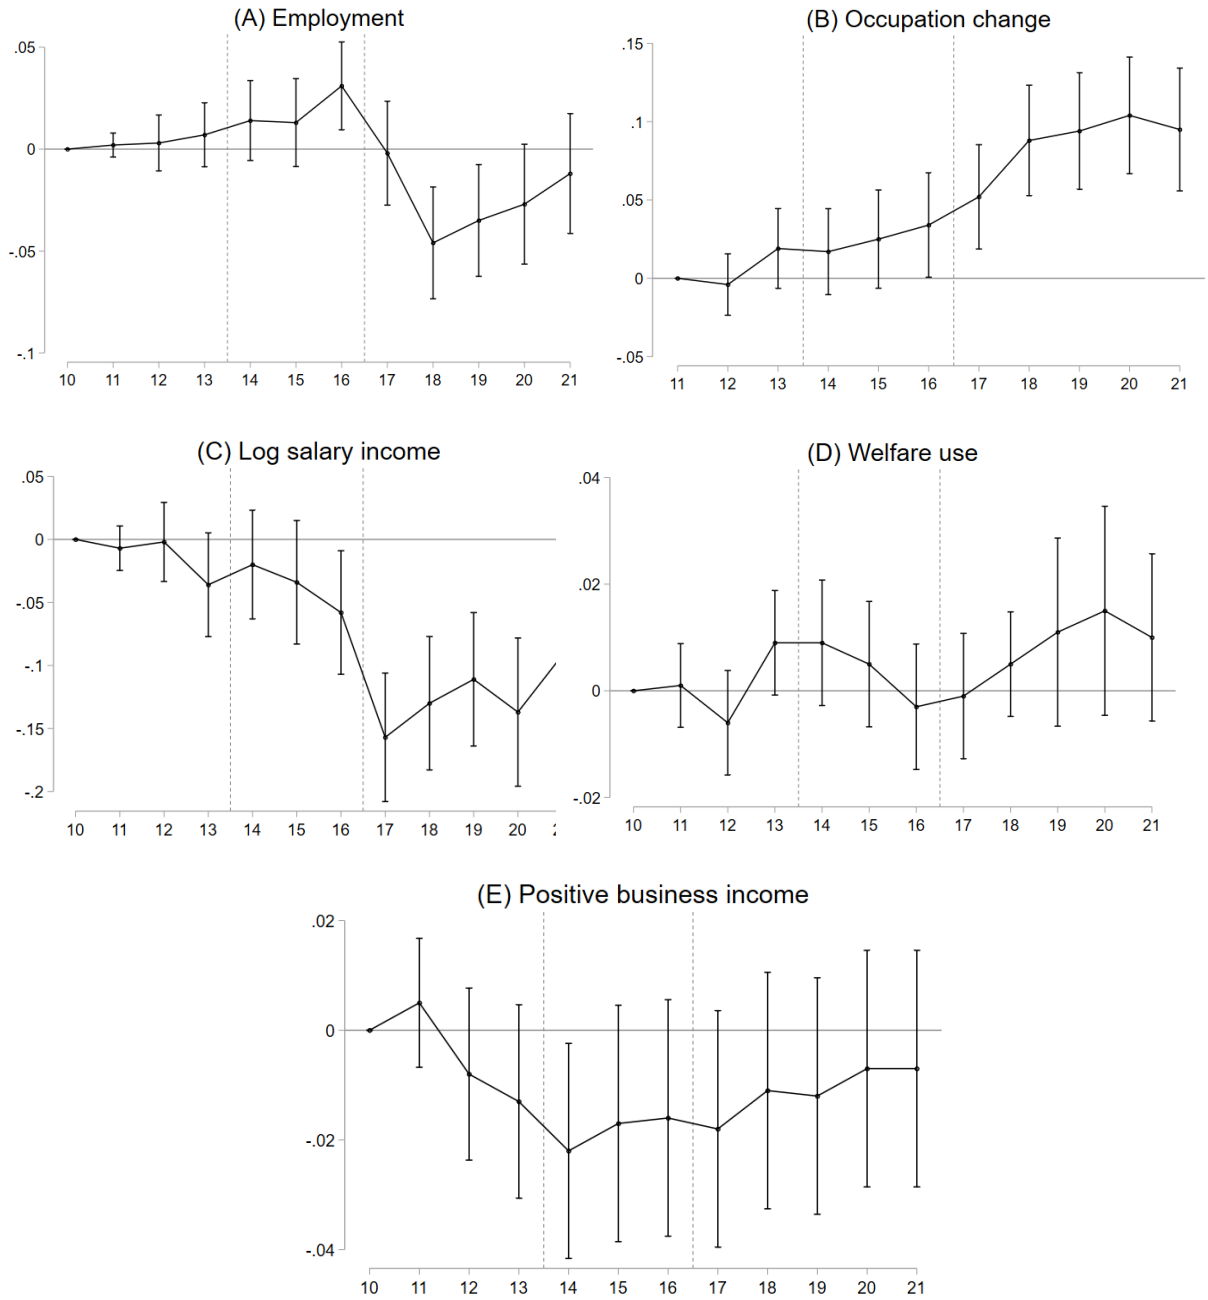 (A) Employment
.05
0
-.05
-.1
10 11 12 13 14 15 16 17 18 19 20 21
(B) Occupation change
.15
.1
.05
0
-.05
11 12 13 14 15 16 17 18 19 20 21
(C) Log salary income
.05
0
-.05
-.1
-.15
-.2
10 11 12 13 14 15 16 17 18 19 20
(D) Welfare use
.04
.02
0
-.02
10 11 12 13 14 15 16 17 18 19 20 21
(E) Positive business income
.02
0
-.02
-.04
10 11 12 13 14 15 16 17 18 19 20 21